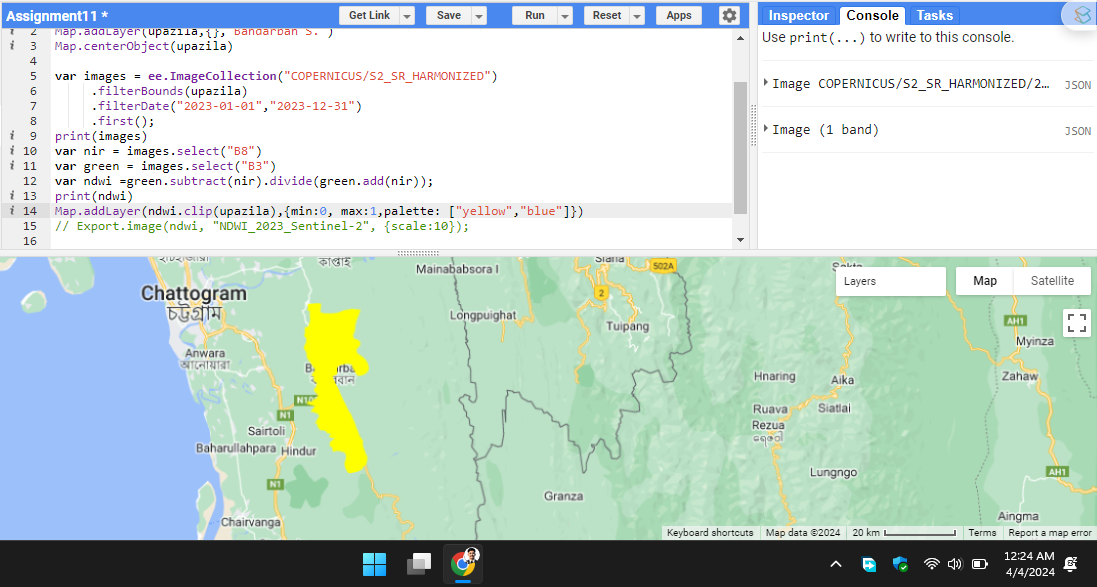 Assignment11 *
Get Link
Save
Run
Reset
Apps
Inspector
Console
Tasks
Use print(...) to write to this console.
Image COPERNICUS/S2_SR_HARMONIZED/2…
JSON
Image (1 band)
JSON
i 2 Map.addLayer(upazila,{}, "Bandarban S.")
i 3 Map.centerObject(upazila)
4
5 var images = ee.ImageCollection("COPERNICUS/S2_SR_HARMONIZED")
6 .filterBounds(upazila)
7 .filterDate("2023-01-01","2023-12-31")
8 .first();
i 9 print(images)
i 10 var nir = images.select("B8")
i 11 var green = images.select("B3")
12 var ndwi =green.subtract(nir).divide(green.add(nir));
i 13 print(ndwi)
i 14 Map.addLayer(ndwi.clip(upazila),{min:0, max:1,palette: ["yellow","blue"]})
15 // Export.image(ndwi, "NDWI_2023_Sentinel-2", {scale:10});
16
Layers
Map
Satellite
কাপ্তাই
Mainababsora I
502A
2
Chattogram
চট্টগ্রাম
Longpuighat
Tuipang
AH1
Myinza
Anwara
আনোয়ারা
Hnaring
Aika
Zahaw
N1
Ruava
Siatlai
Rezua
Sairtoli
Baharullahpara
Hindur
Lungngo
AH1
N1
Granza
Chairvanga
Aingma
Keyboard shortcuts
Map data ©2024
20 km
Terms
Report a map error
12:24 AM
4/4/2024